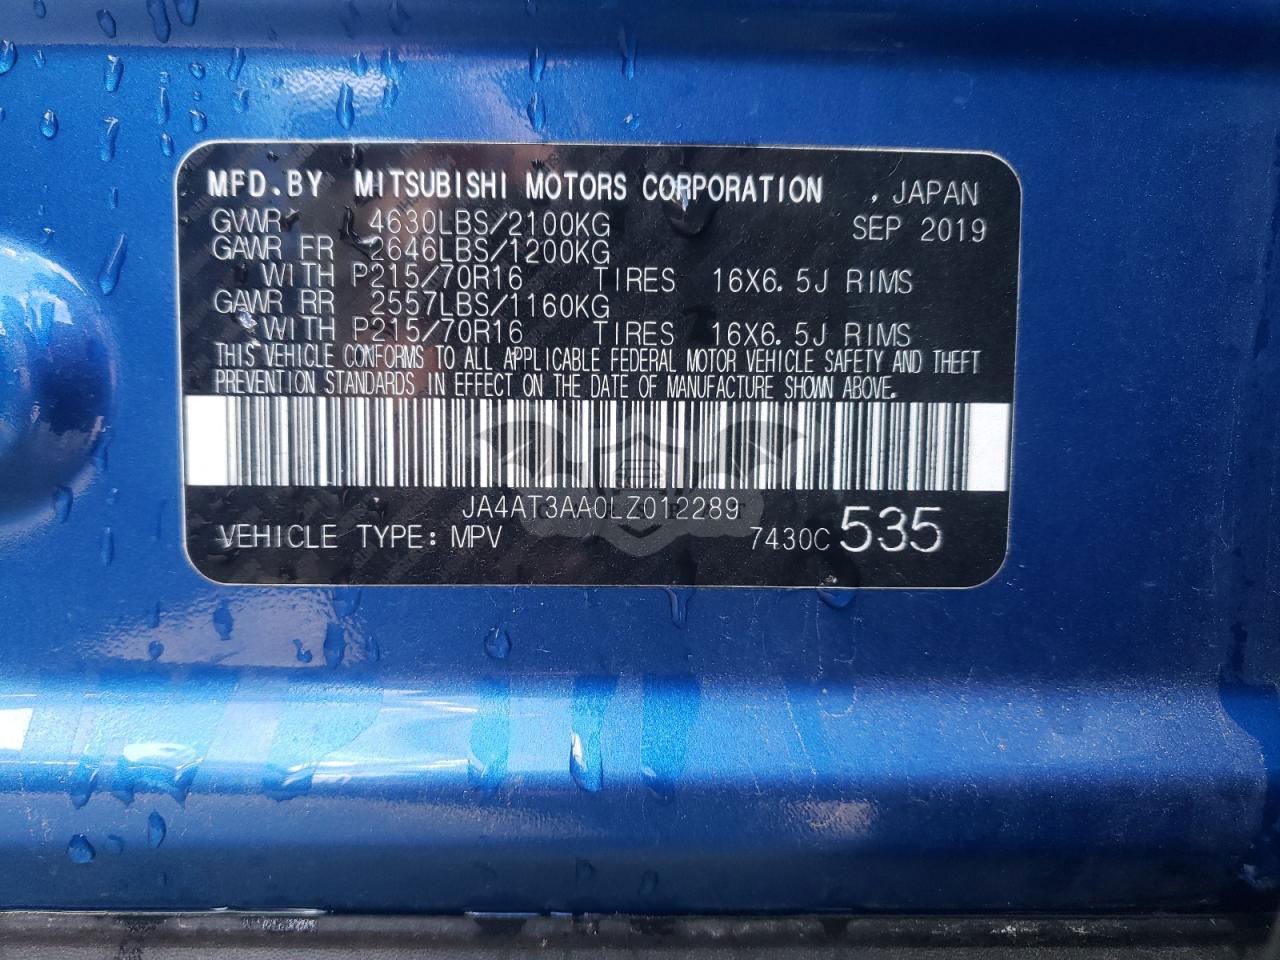 MFD.BY MITSUBISHI MOTORS CORPORATION , JAPAN
GVWR 4630LBS/2100KG SEP 2019
GAWR FR 2646LBS/1200KG
WITH P215/70R16 TIRES 16X6.5J RIMS
GAWR RR 2557LBS/1160KG
WITH P215/70R16 TIRES 16X6.5J RIMS
THIS VEHICLE CONFORMS TO ALL APPLICABLE FEDERAL MOTOR VEHICLE SAFETY AND THEFT
PREVENTION STANDARDS IN EFFECT ON THE DATE OF MANUFACTURE SHOWN ABOVE.
JA4AT3AA0LZ012289
VEHICLE TYPE: MPV 7430C 535